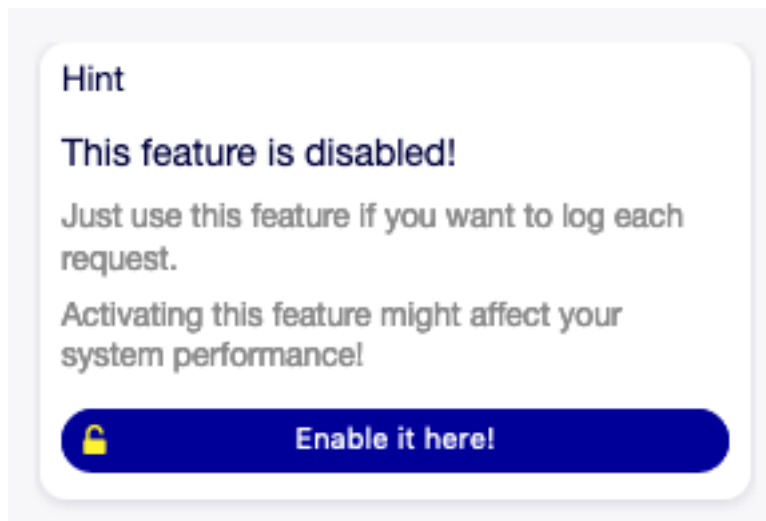 Hint
This feature is disabled!
Just use this feature if you want to log each
request.
Activating this feature might affect your
system performance!
Enable it here!